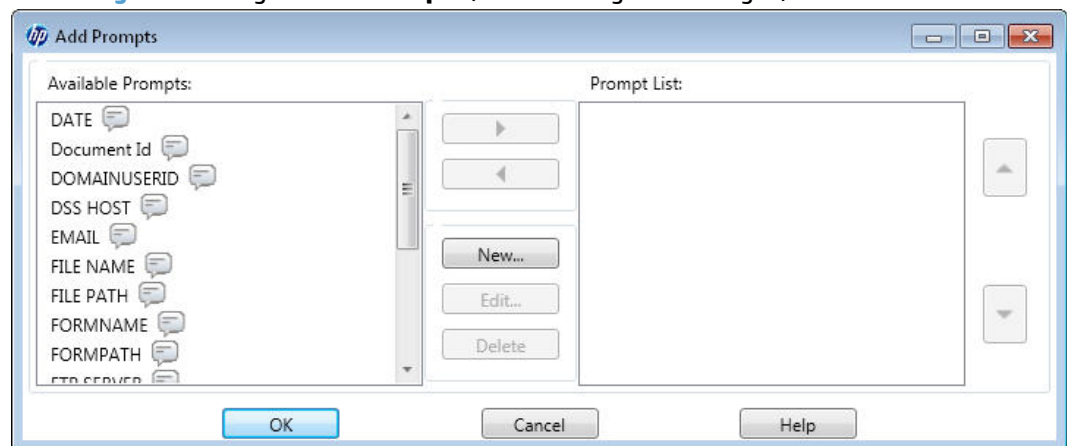 hp Add Prompts
Available Prompts:
Prompt List:
DATE
Document Id
DOMAINUSERID
DSS HOST
EMAIL
FILE NAME
FILE PATH
FORMNAME
FORMPATH
New...
Edit...
Delete
OK
Cancel
Help